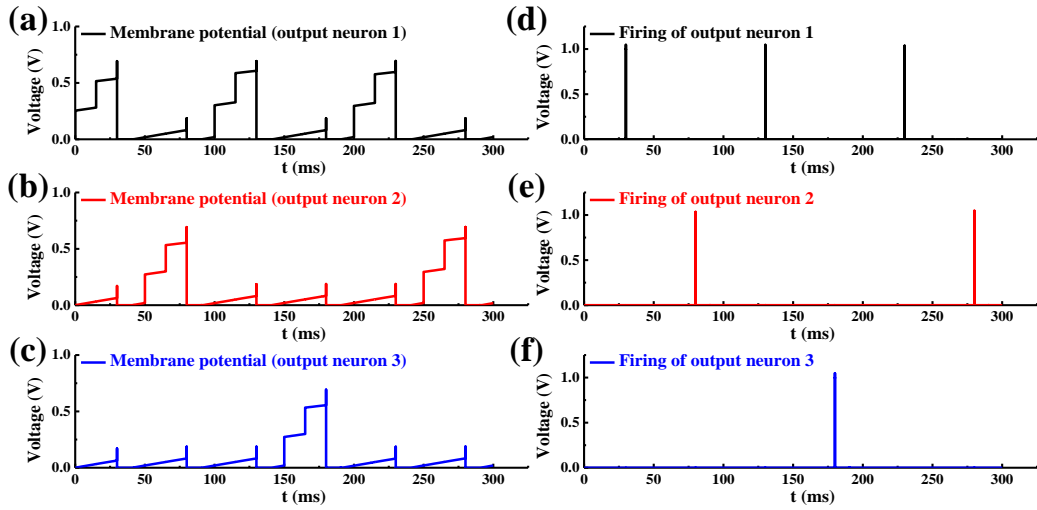 (a)
Membrane potential (output neuron 1)
Voltage (V)
1.0
0.5
0.0
0 50 100 150 200 250 300
t (ms)
(d)
Firing of output neuron 1
Voltage (V)
1.0
0.5
0.0
0 50 100 150 200 250 300
t (ms)
(b)
Membrane potential (output neuron 2)
Voltage (V)
1.0
0.5
0.0
0 50 100 150 200 250 300
t (ms)
(e)
Firing of output neuron 2
Voltage (V)
1.0
0.5
0.0
0 50 100 150 200 250 300
t (ms)
(c)
Membrane potential (output neuron 3)
Voltage (V)
1.0
0.5
0.0
0 50 100 150 200 250 300
t (ms)
(f)
Firing of output neuron 3
Voltage (V)
1.0
0.5
0.0
0 50 100 150 200 250 300
t (ms)